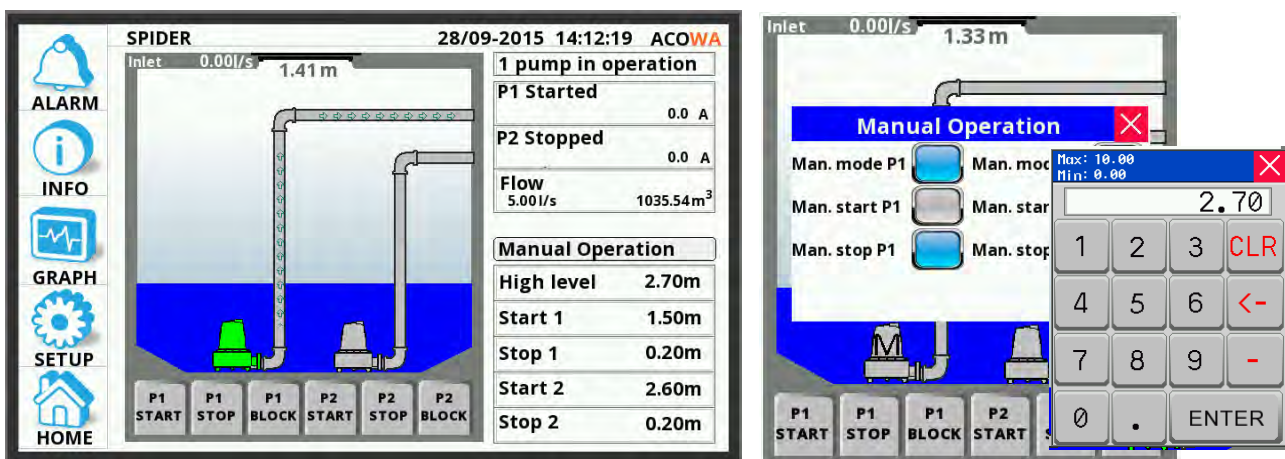 SPIDER 28/09-2015 14:12:19 ACOWA
ALARM
INFO
GRAPH
SETUP
HOME
Inlet 0.00l/s
1.41 m
1 pump in operation
P1 Started
0.0 A
P2 Stopped
0.0 A
Flow
5.00 l/s 1035.54 m³
Manual Operation
High level 2.70m
Start 1 1.50m
Stop 1 0.20m
Start 2 2.60m
Stop 2 0.20m
P1 START
P1 STOP
P1 BLOCK
P2 START
P2 STOP
P2 BLOCK
Inlet 0.00l/s
1.33 m
Manual Operation X
Man. mode P1 Man. mod
Man. start P1 Man. star
Man. stop P1 Man. stop
M
P1 START
P1 STOP
P1 BLOCK
P2 START
Max: 10.00
Min: 0.00
X
2.70
1 2 3 CLR
4 5 6 <-
7 8 9 -
0 . ENTER